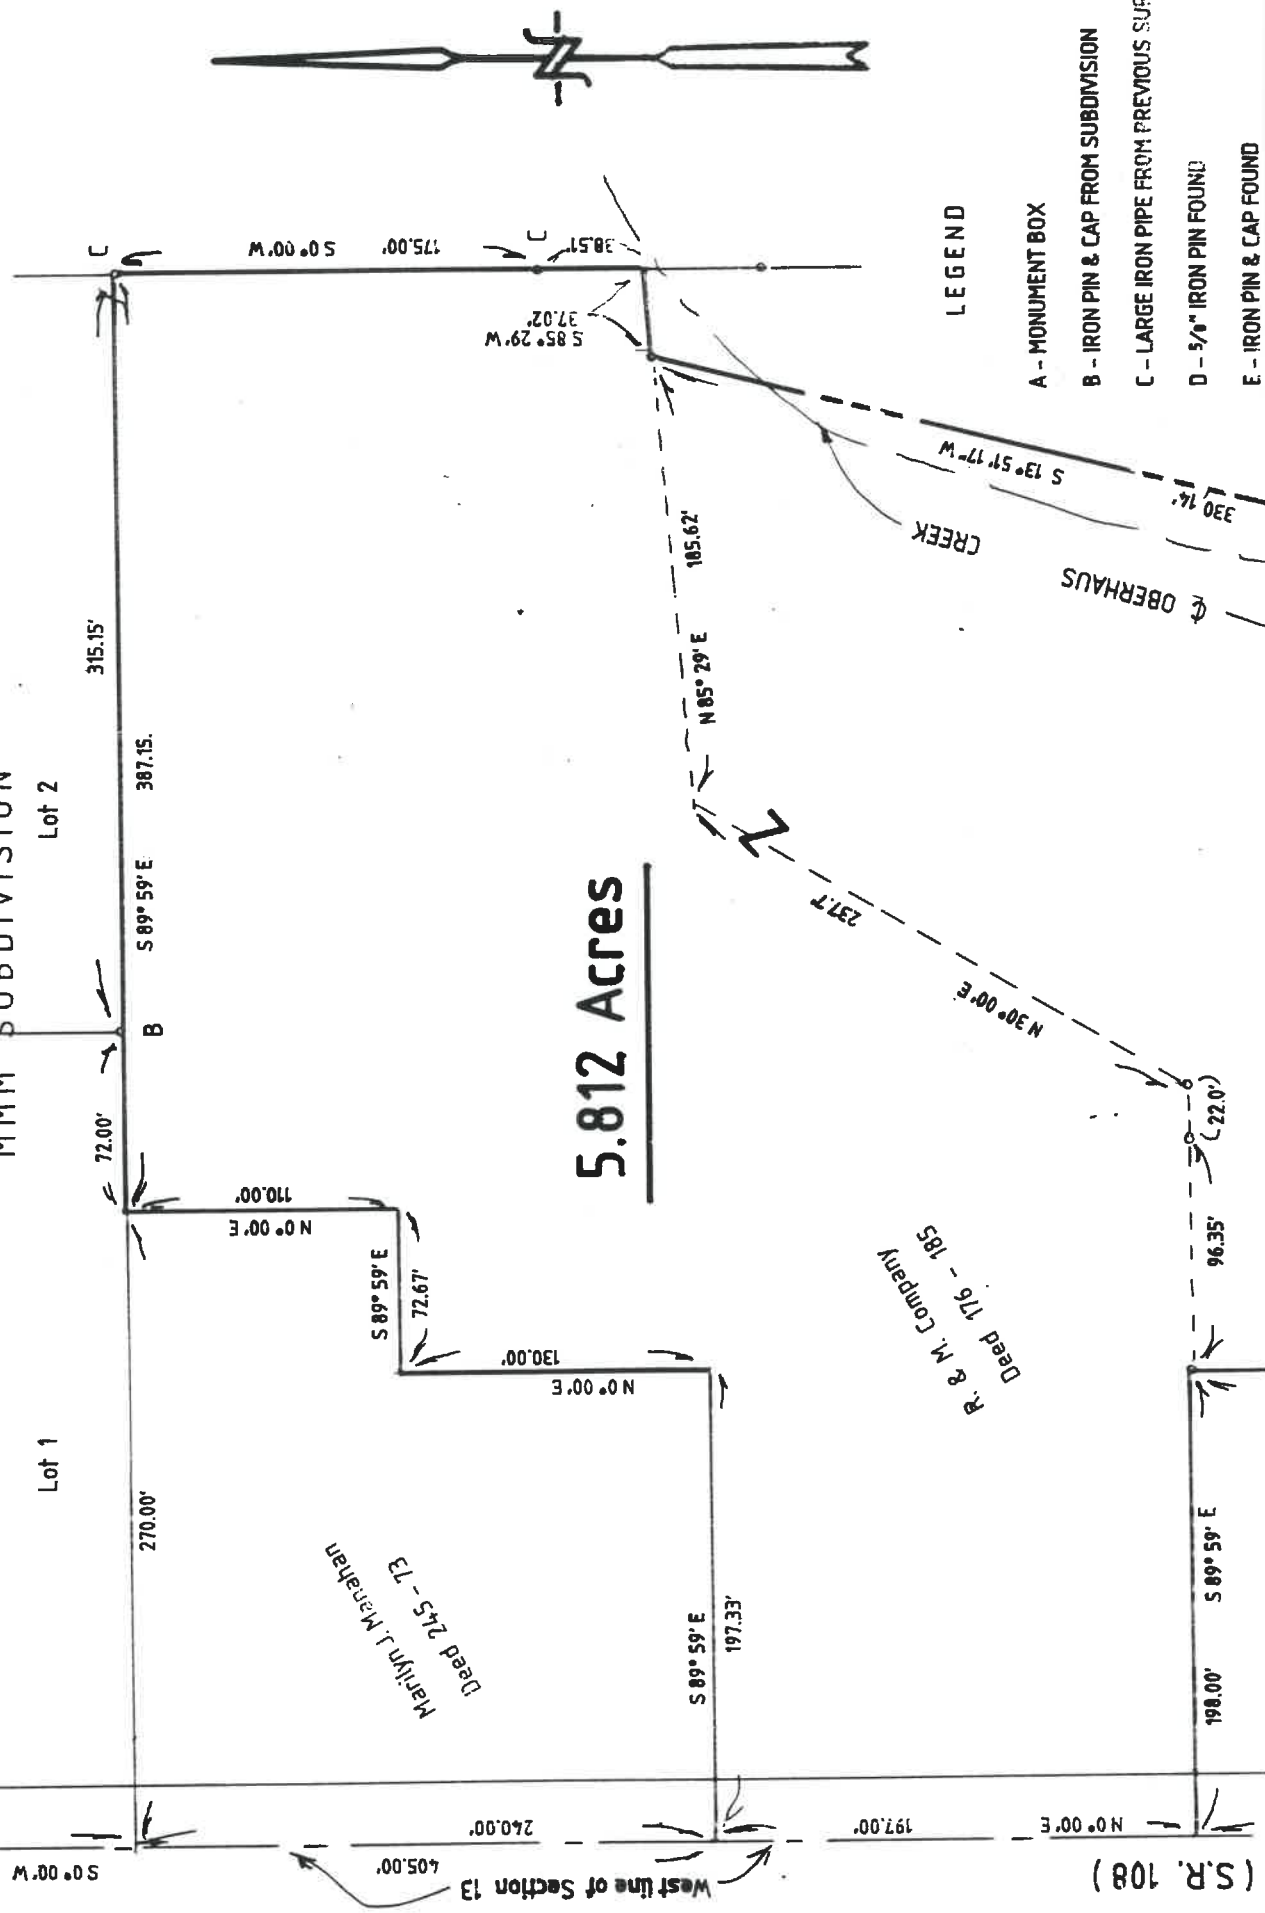 MMM SUBDIVISION
Lot 1
Lot 2
S 0° 00' W
270.00'
72.00'
315.15'
S 89° 59' E 387.15.
B
C
S 0° 00' W
175.00'
C
38.51'
S 85° 29' W
37.02'
N 0° 00' E
110.00'
S 89° 59' E
72.67'
N 0° 00' E
130.00'
Marilyn J. Manahan
Deed 245 - 73
S 89° 59' E
197.33'
240.00'
405.00'
West line of Section 13
5.812 Acres
N 85° 29' E
185.62'
N 30° 00' E
237.7'
R. & M. Company
Deed 176 - 185
96.35'
(22.0')
197.00'
N 0° 00' E
S 89° 59' E
198.00'
(S.R. 108)
S 13° 51' 17" W
330.14'
CREEK
℄ OBERHAUS
LEGEND
A - MONUMENT BOX
B - IRON PIN & CAP FROM SUBDIVISION
C - LARGE IRON PIPE FROM PREVIOUS
D - 5/8" IRON PIN FOUND
E - IRON PIN & CAP FOUND